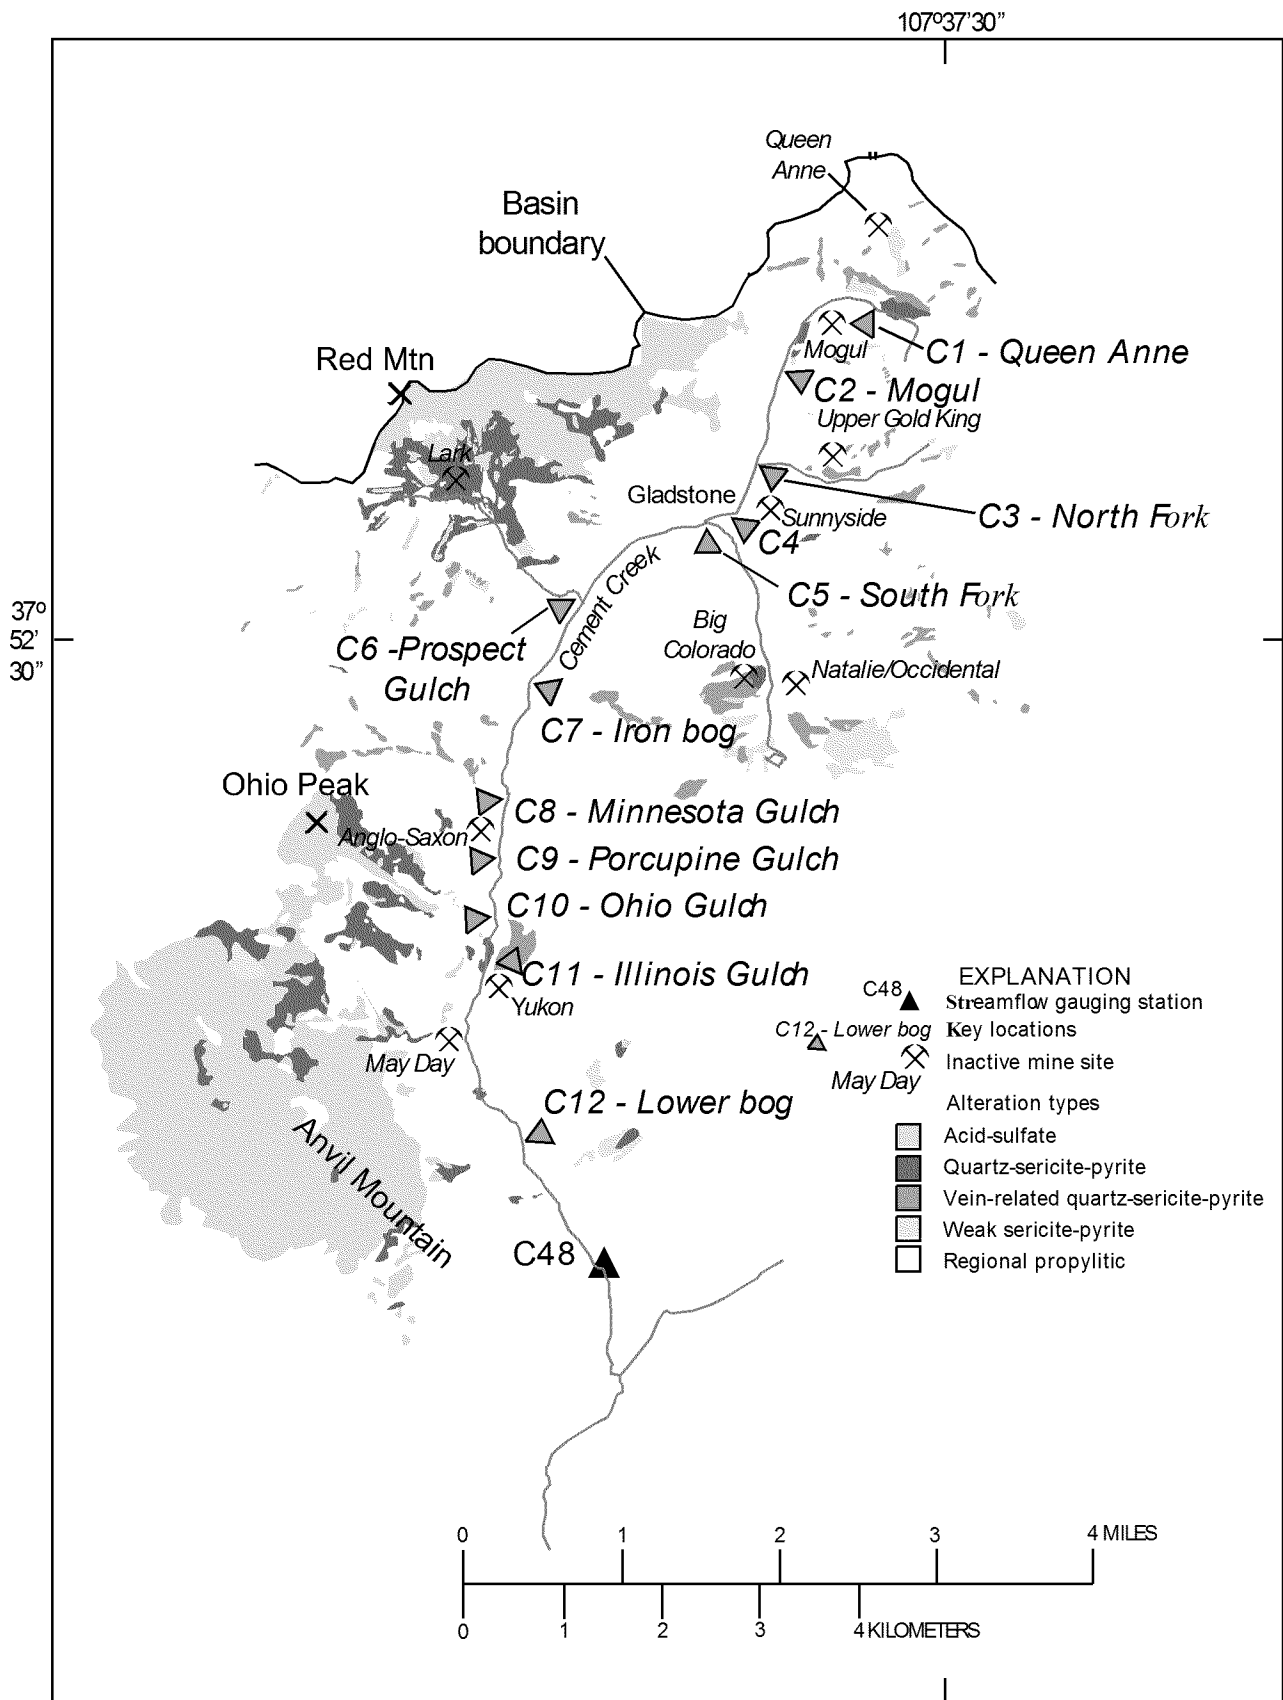 107º37'30”
Queen
Anne
Basin
boundary
Red Mtn
Mogul
C1 - Queen Anne
C2 - Mogul
Upper Gold King
Lark
Gladstone
Sunnyside
C3 - North Fork
C4
C5 - South Fork
Cement Creek
37º
52'
30”
C6 -Prospect
Gulch
Big
Colorado
Natalie/Occidental
C7 - Iron bog
Ohio Peak
C8 - Minnesota Gulch
Anglo-Saxon
C9 - Porcupine Gulch
C10 - Ohio Gulch
C11 - Illinois Gulch
Yukon
May Day
C12 - Lower bog
Anvil Mountain
C48
EXPLANATION
C48 Streamflow gauging station
C12 - Lower bog Key locations
May Day Inactive mine site
Alteration types
Acid-sulfate
Quartz-sericite-pyrite
Vein-related quartz-sericite-pyrite
Weak sericite-pyrite
Regional propylitic
0 1 2 3 4 MILES
0 1 2 3 4 KILOMETERS